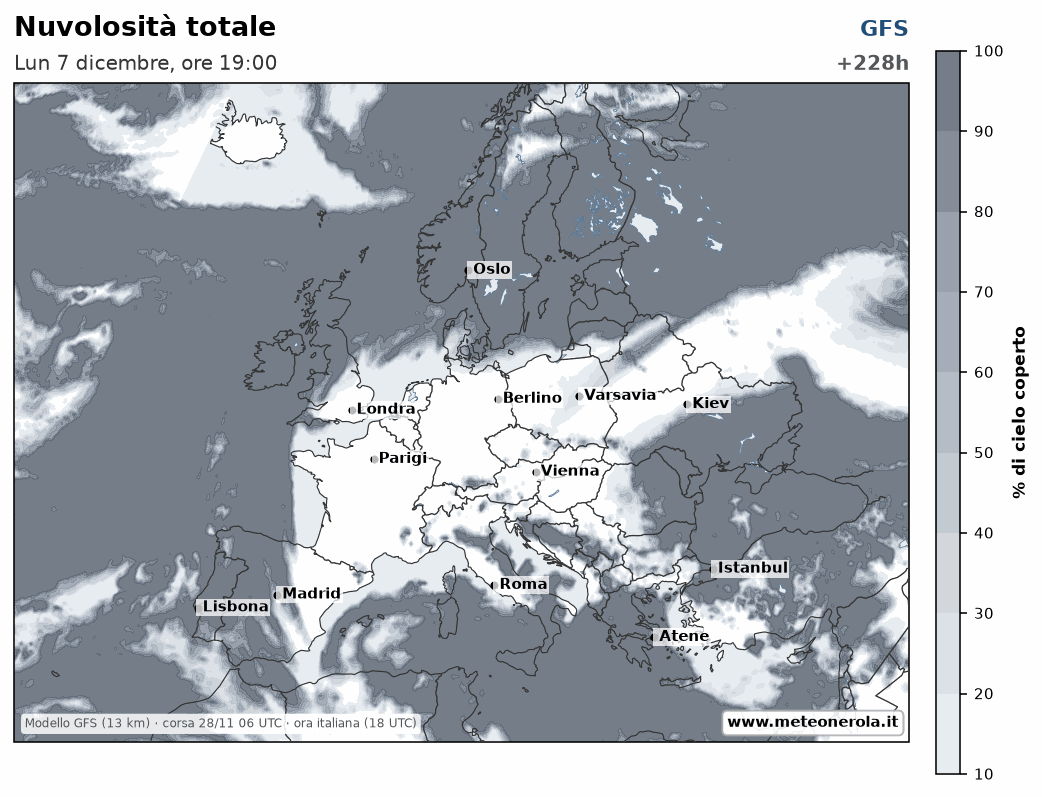 Nuvolosità totale
GFS
Lun 7 dicembre, ore 19:00
+228h
100
90
80
70
60
50
40
30
20
10
% di cielo coperto
Oslo
Berlino
Varsavia
Kiev
Londra
Parigi
Vienna
Istanbul
Roma
Madrid
Lisbona
Atene
Modello GFS (13 km) · corsa 28/11 06 UTC · ora italiana (18 UTC)
www.meteonerola.it